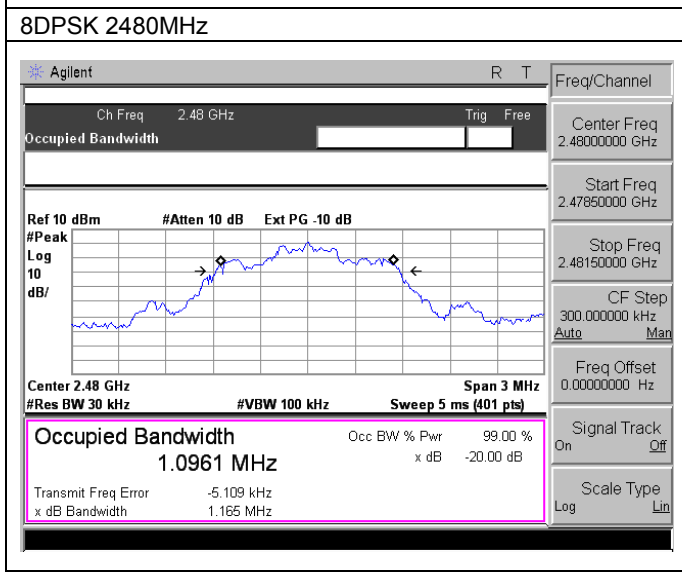 8DPSK 2480MHz
Agilent R T
Freq/Channel
Ch Freq 2.48 GHz Trig Free
Occupied Bandwidth
Center Freq
2.48000000 GHz
Start Freq
2.47850000 GHz
Ref 10 dBm #Atten 10 dB Ext PG -10 dB
#Peak
Log
10
dB/
Stop Freq
2.48150000 GHz
CF Step
300.000000 kHz
Auto Man
Freq Offset
0.00000000 Hz
Center 2.48 GHz Span 3 MHz
#Res BW 30 kHz #VBW 100 kHz Sweep 5 ms (401 pts)
Occupied Bandwidth Occ BW % Pwr 99.00 %
1.0961 MHz x dB -20.00 dB
Transmit Freq Error -5.109 kHz
x dB Bandwidth 1.165 MHz
Signal Track
On Off
Scale Type
Log Lin